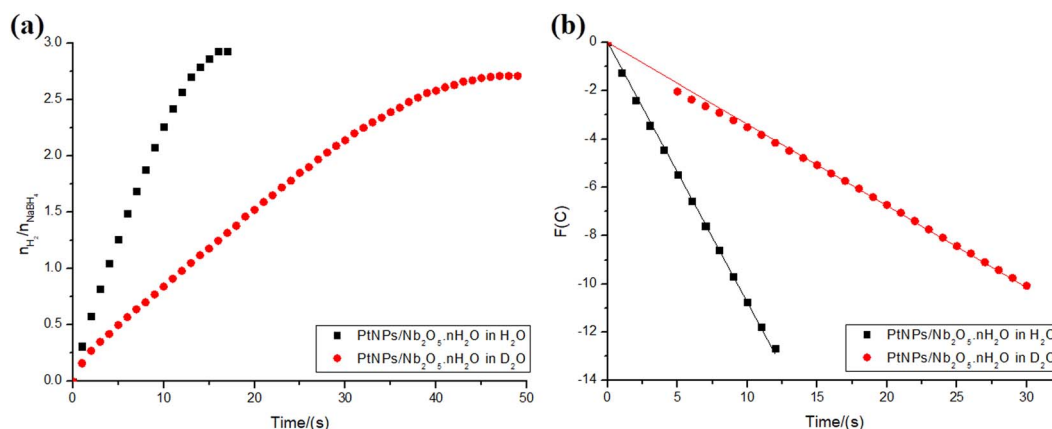 (a)
3.0
2.5
2.0
1.5
1.0
0.5
0.0
n_H₂/n_NaBH₄
0 10 20 30 40 50
Time/(s)
PtNPs/Nb₂O₅.nH₂O in H₂O
PtNPs/Nb₂O₅.nH₂O in D₂O
(b)
0
-2
-4
-6
-8
-10
-12
-14
F(C)
0 5 10 15 20 25 30
Time/(s)
PtNPs/Nb₂O₅.nH₂O in H₂O
PtNPs/Nb₂O₅.nH₂O in D₂O